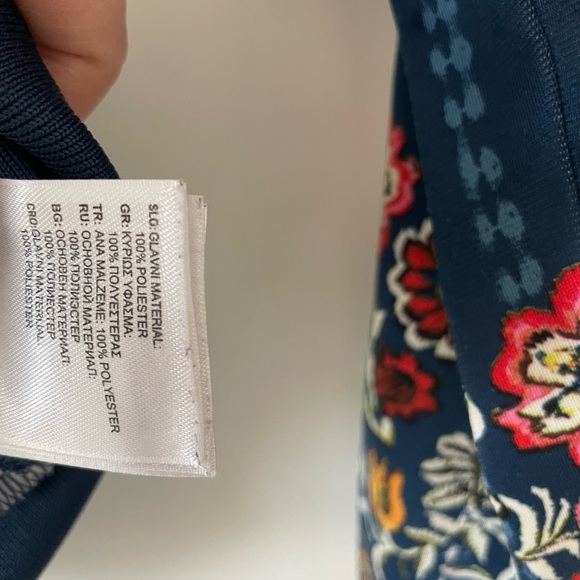 SLO: GLAVNI MATERIAL:
100% POLIESTER
GR: ΚΥΡΙΩΣ ΥΦΑΣΜΑ:
100% ΠΟΛΥΕΣΤΕΡΑΣ
TR: ANA MALZEME: 100% POLYESTER
RU: ОСНОВНОЙ МАТЕРИАЛ:
100% ПОЛИЭСТЕР
BG: ОСНОВЕН МАТЕРИАЛ:
100% ПОЛИЕСТЕР
CRO: GLAVNI MATERIJAL:
100% POLIESTER